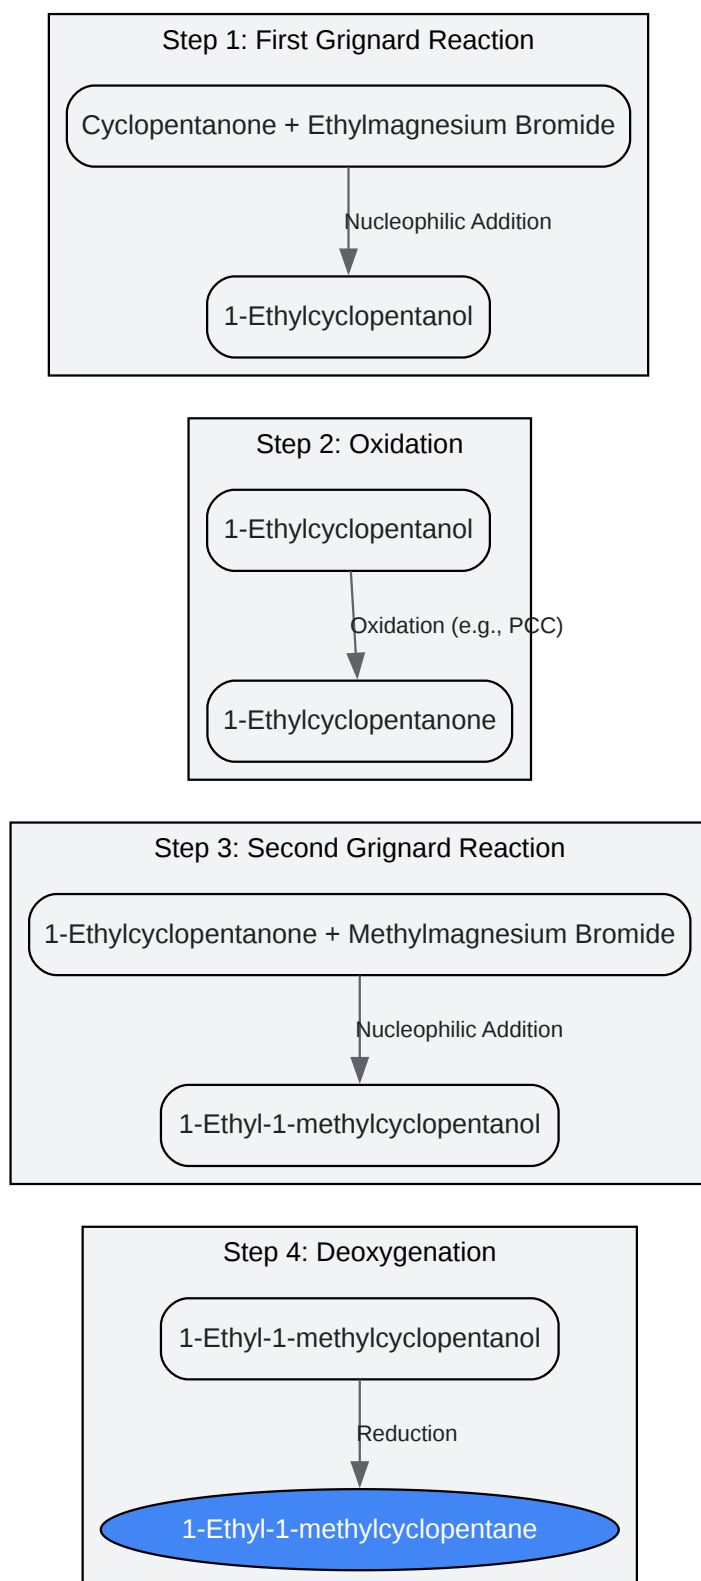 Step 1: First Grignard Reaction
Cyclopentanone + Ethylmagnesium Bromide
Nucleophilic Addition
1-Ethylcyclopentanol
Step 2: Oxidation
1-Ethylcyclopentanol
Oxidation (e.g., PCC)
1-Ethylcyclopentanone
Step 3: Second Grignard Reaction
1-Ethylcyclopentanone + Methylmagnesium Bromide
Nucleophilic Addition
1-Ethyl-1-methylcyclopentanol
Step 4: Deoxygenation
1-Ethyl-1-methylcyclopentanol
Reduction
1-Ethyl-1-methylcyclopentane